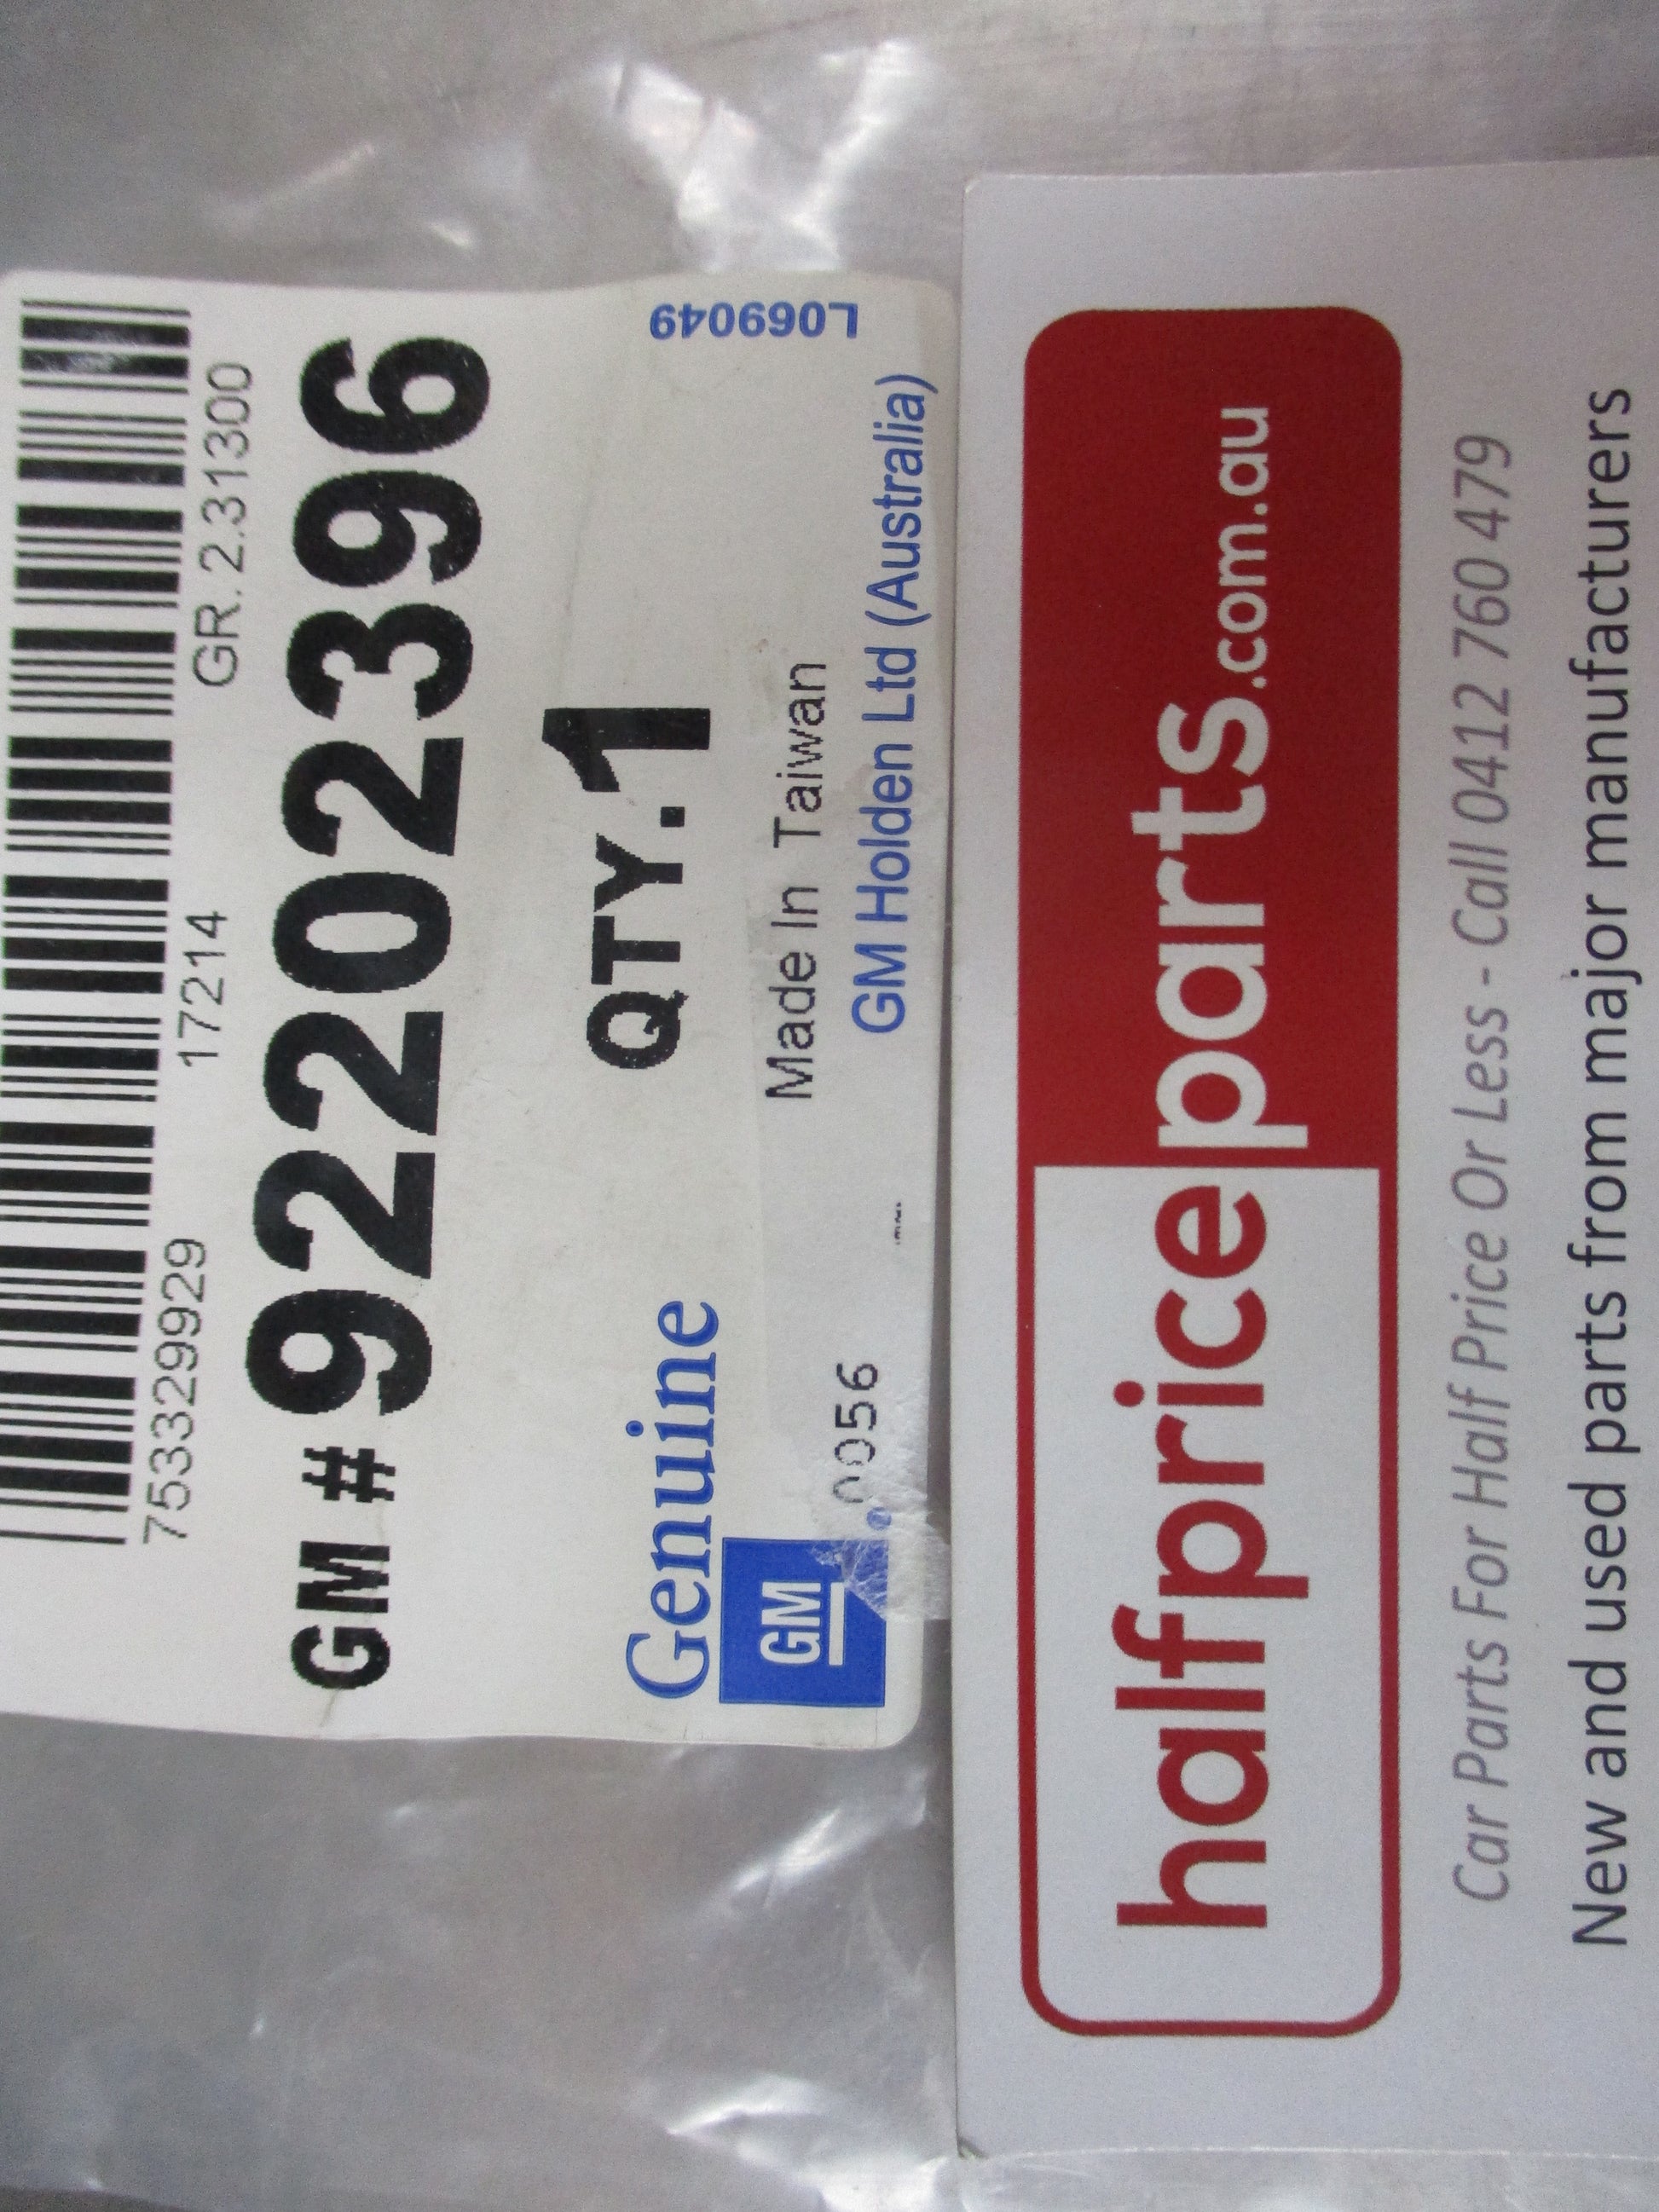 753329929 17214 GR. 2.31300
GM # 92202396
QTY.1
L069049
Genuine
GM
Made In Taiwan
0056
GM Holden Ltd (Australia)
halfpriceparts.com.au
Car Parts For Half Price Or Less - Call 0412 760 479
New and used parts from major manufacturers